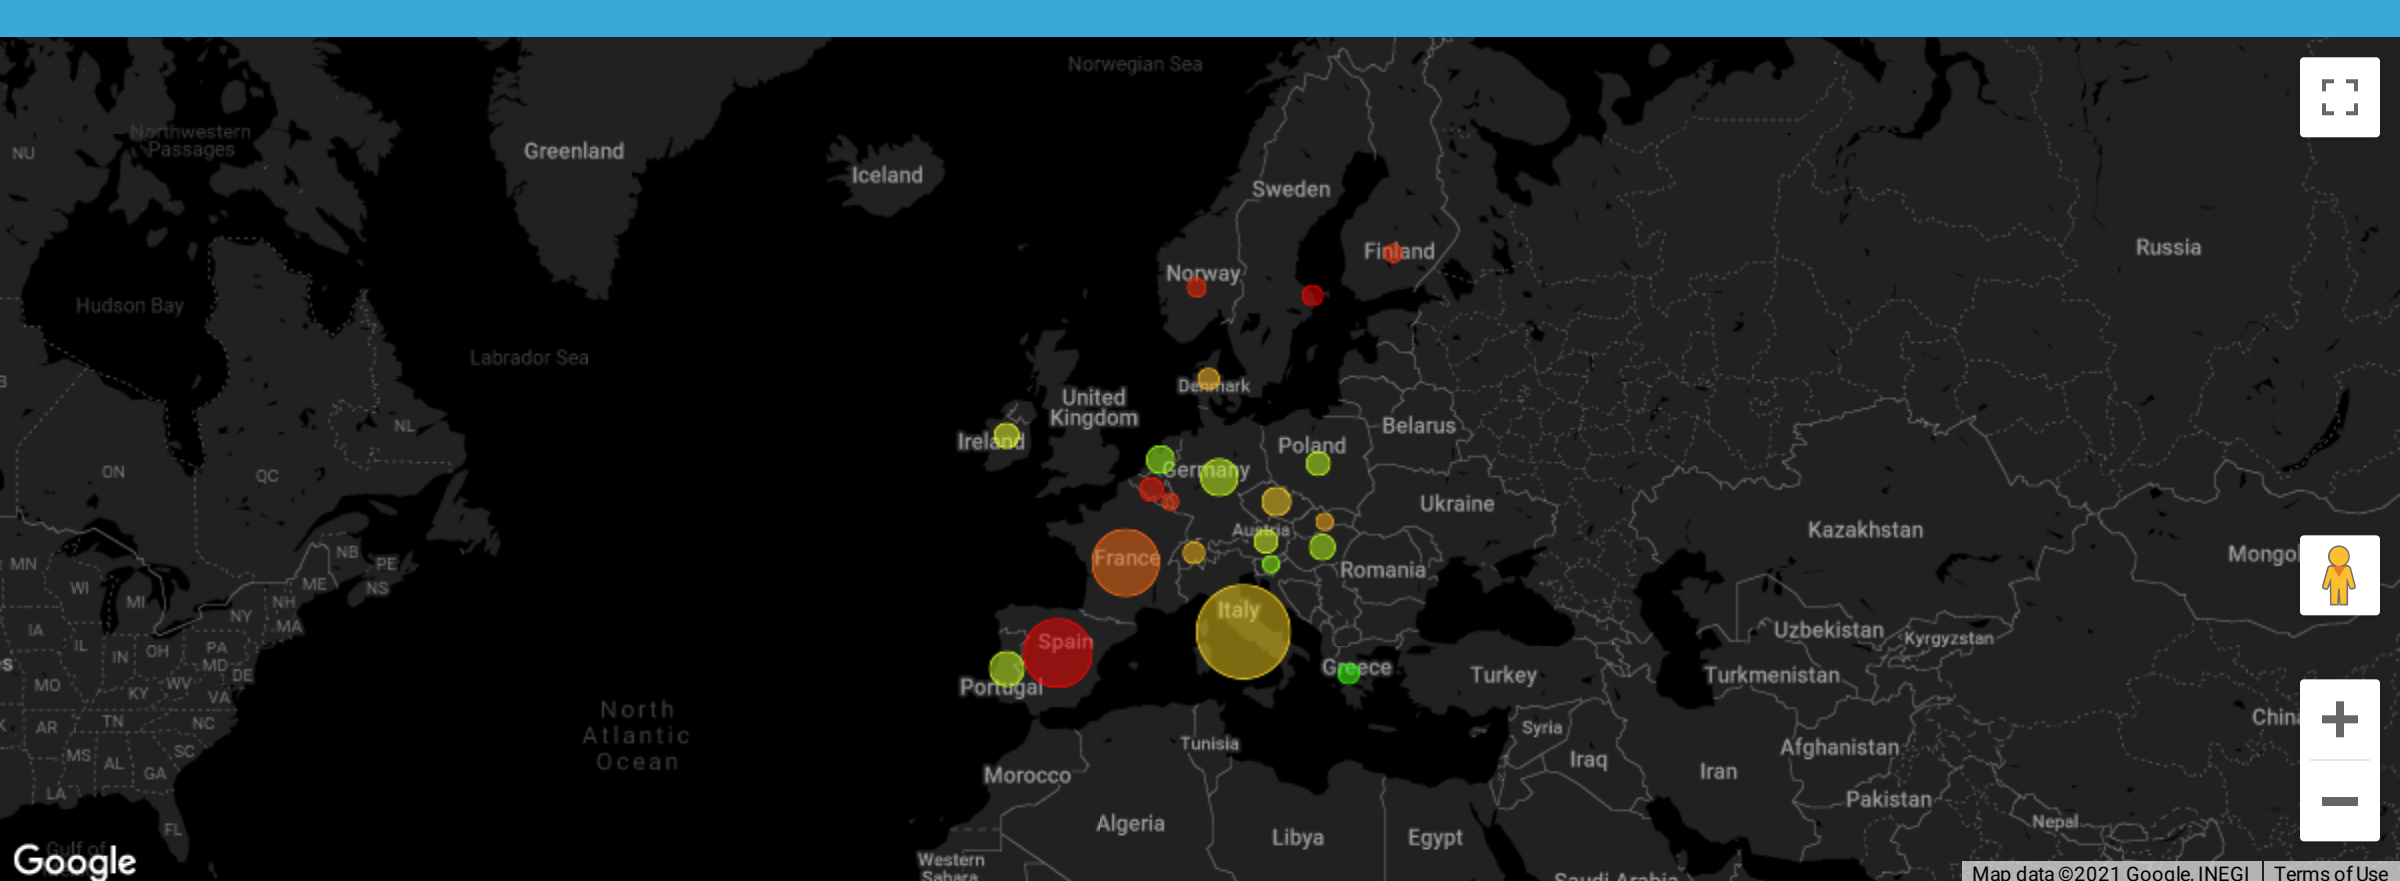 Norwegian Sea
Northwestern
Passages
NU
Greenland
Iceland
Sweden
Finland
Russia
Norway
Hudson Bay
Labrador Sea
Denmark
United
Kingdom
NL
Belarus
Ireland
Poland
ON
QC
Germany
Ukraine
Kazakhstan
Austria
NB
PE
MN
France
Mongol
Romania
WI
ME
NS
MI
NH
Italy
NY
MA
IA
Uzbekistan
Kyrgyzstan
Spain
IL
IN
OH
PA
MD
DE
s
Greece
Turkey
Turkmenistan
MO
KY
WV
VA
Portugal
North
Atlantic
Ocean
AR
TN
NC
China
Syria
Tunisia
Afghanistan
MS
AL
SC
GA
Iraq
Iran
Morocco
LA
Pakistan
FL
Algeria
Libya
Egypt
Nepal
Gulf of
Google
Western
Sahara
Saudi Arabia
Map data ©2021 Google, INEGI
Terms of Use